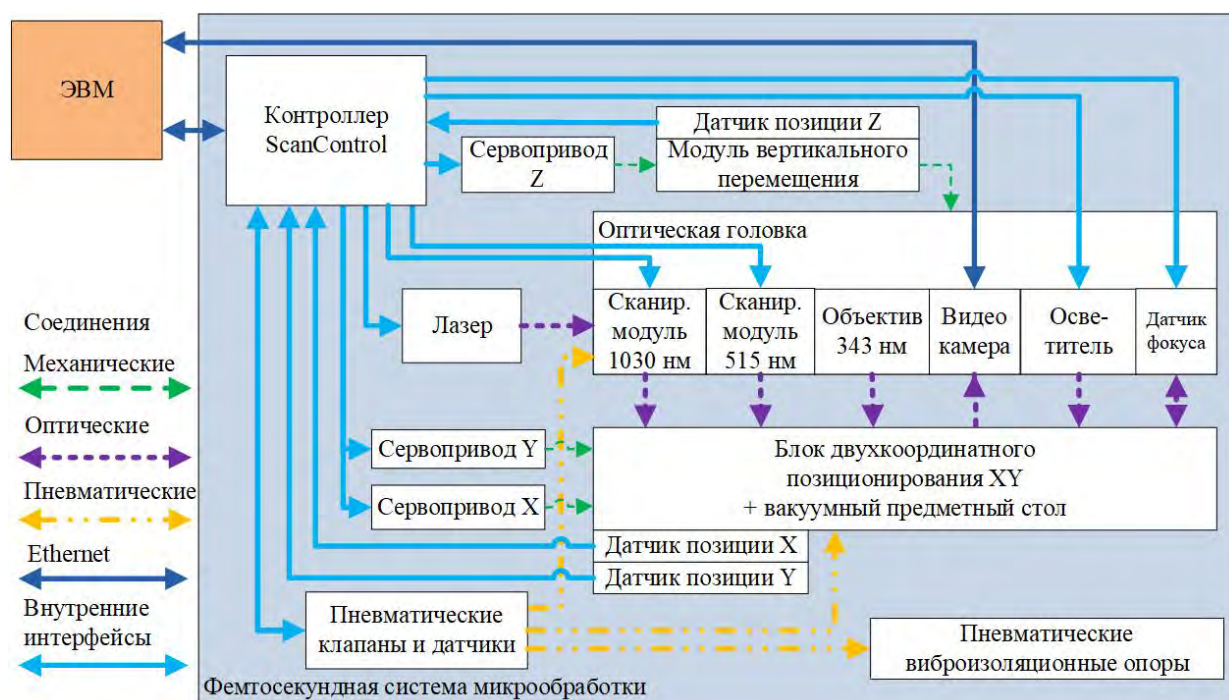 ЭВМ
Контроллер
ScanControl
Датчик позиции Z
Сервопривод
Z
Модуль вертикального
перемещения
Оптическая головка
Сканир.
модуль
1030 нм
Сканир.
модуль
515 нм
Объектив
343 нм
Видео
камера
Осве-
титель
Датчик
фокуса
Лазер
Соединения
Механические
Оптические
Пневматические
Ethernet
Внутренние
интерфейсы
Сервопривод Y
Сервопривод X
Блок двухкоординатного
позиционирования XY
+ вакуумный предметный стол
Датчик позиции X
Датчик позиции Y
Пневматические
клапаны и датчики
Пневматические
виброизоляционные опоры
Фемтосекундная система микрообработки